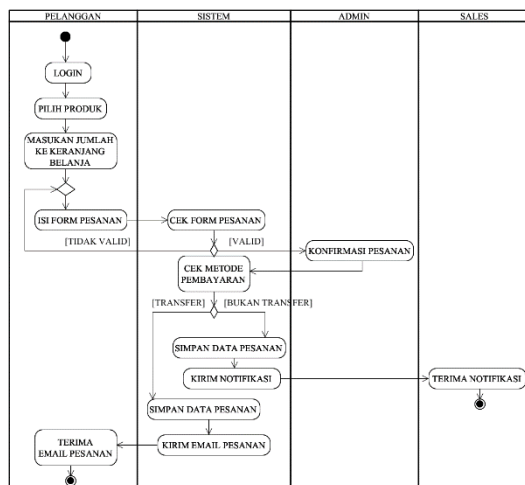 PELANGGAN
SISTEM
ADMIN
SALES
LOGIN
PILIH PRODUK
MASUKAN JUMLAH
KE KERANJANG
BELANJA
ISI FORM PESANAN
CEK FORM PESANAN
[TIDAK VALID]
[VALID]
KONFIRMASI PESANAN
CEK METODE
PEMBAYARAN
[TRANSFER]
[BUKAN TRANSFER]
SIMPAN DATA PESANAN
KIRIM NOTIFIKASI
TERIMA NOTIFIKASI
SIMPAN DATA PESANAN
KIRIM EMAIL PESANAN
TERIMA
EMAIL PESANAN